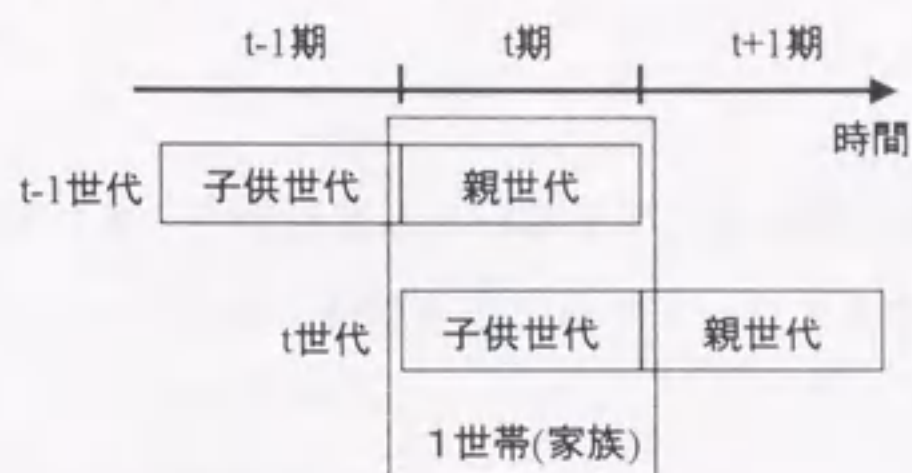 t-1期 t期 t+1期
時間
t-1世代 子供世代 親世代
t世代 子供世代 親世代
1世帯(家族)